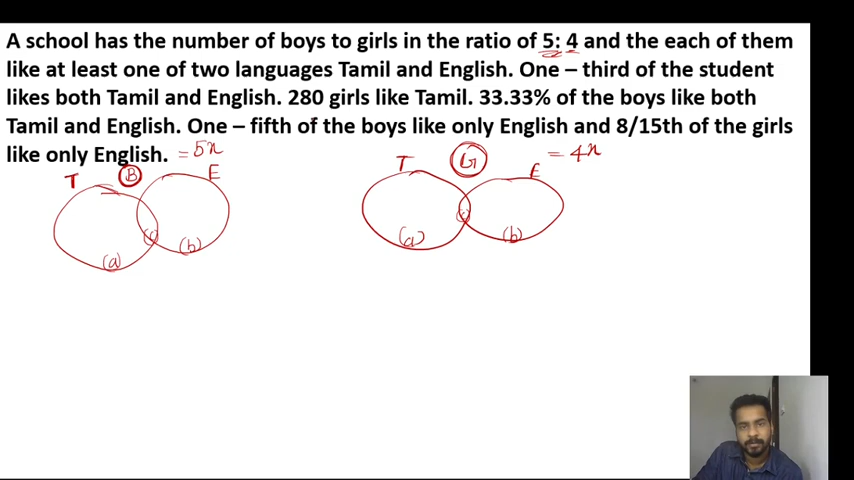 A school has the number of boys to girls in the ratio of 5: 4 and the each of them
like at least one of two languages Tamil and English. One – third of the student
likes both Tamil and English. 280 girls like Tamil. 33.33% of the boys like both
Tamil and English. One – fifth of the boys like only English and 8/15th of the girls
like only English. = 5x = 4x
T B E T G E
(a) (c) (b) (a) (c) (b)